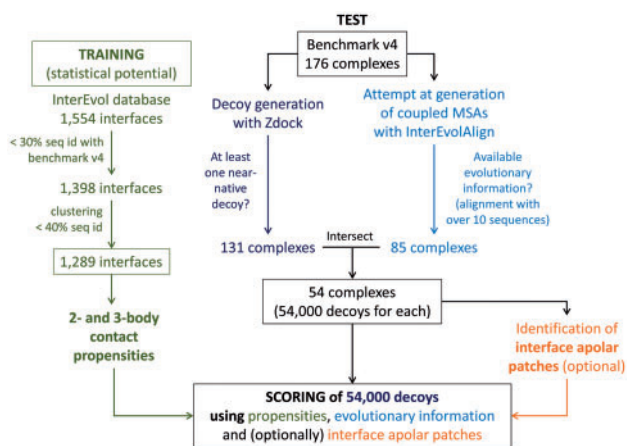 TRAINING
(statistical potential)
InterEvol database
1,554 interfaces
< 30% seq id with
benchmark v4
1,398 interfaces
clustering
< 40% seq id
1,289 interfaces
2- and 3-body
contact
propensities
TEST
Benchmark v4
176 complexes
Decoy generation
with Zdock
At least
one near-
native
decoy?
131 complexes
Attempt at generation
of coupled MSAs
with InterEvolAlign
Available
evolutionary
information?
(alignment with
over 10 sequences)
85 complexes
Intersect
54 complexes
(54,000 decoys for each)
Identification of
interface apolar
patches (optional)
SCORING of 54,000 decoys
using propensities, evolutionary information
and (optionally) interface apolar patches